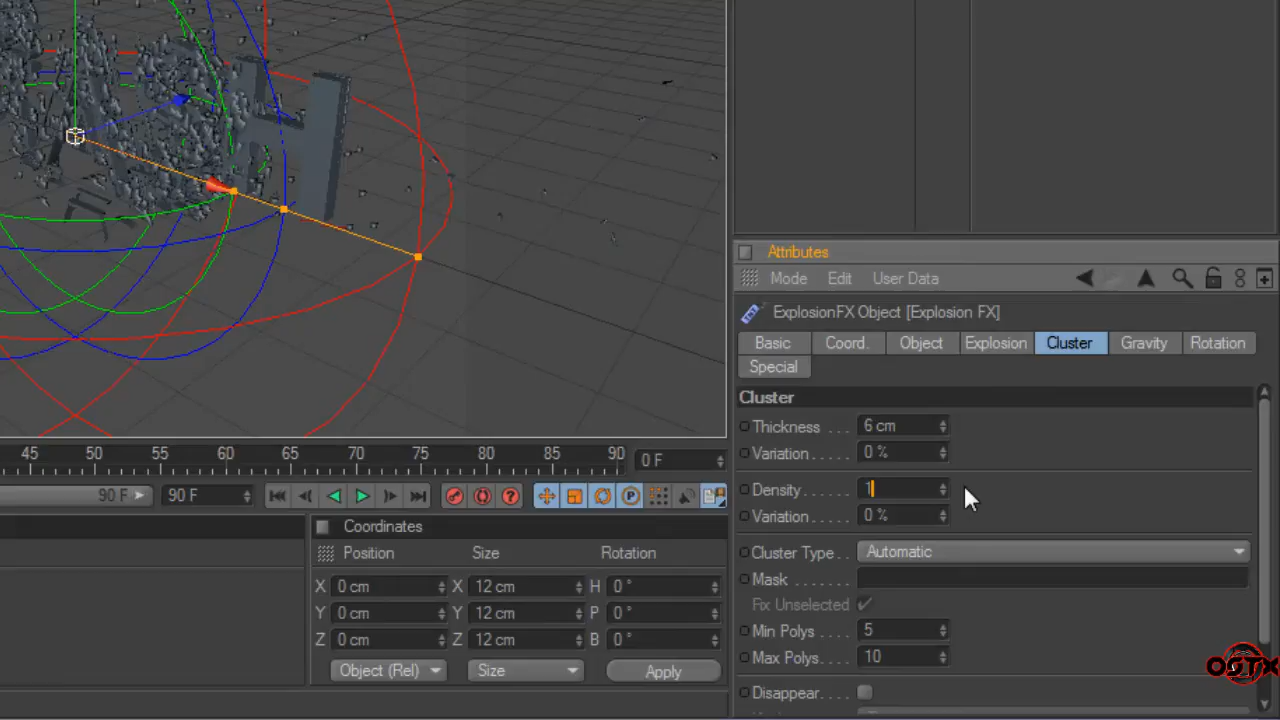 Attributes
Mode Edit User Data
ExplosionFX Object [Explosion FX]
Basic Coord. Object Explosion Cluster Gravity Rotation
Special
Cluster
Thickness . . . 6 cm
Variation . . . . . 0 %
Density . . . . . . 1
Variation . . . . . 0 %
Cluster Type . . Automatic
Mask . . . . . . .
Fix Unselected
Min Polys . . . . 5
Max Polys. . . . 10
Disappear. . . .
45 50 55 60 65 70 75 80 85 90 0 F
90 F 90 F
Coordinates
Position Size Rotation
X 0 cm X 12 cm H 0 °
Y 0 cm Y 12 cm P 0 °
Z 0 cm Z 12 cm B 0 °
Object (Rel) Size Apply
OSTX